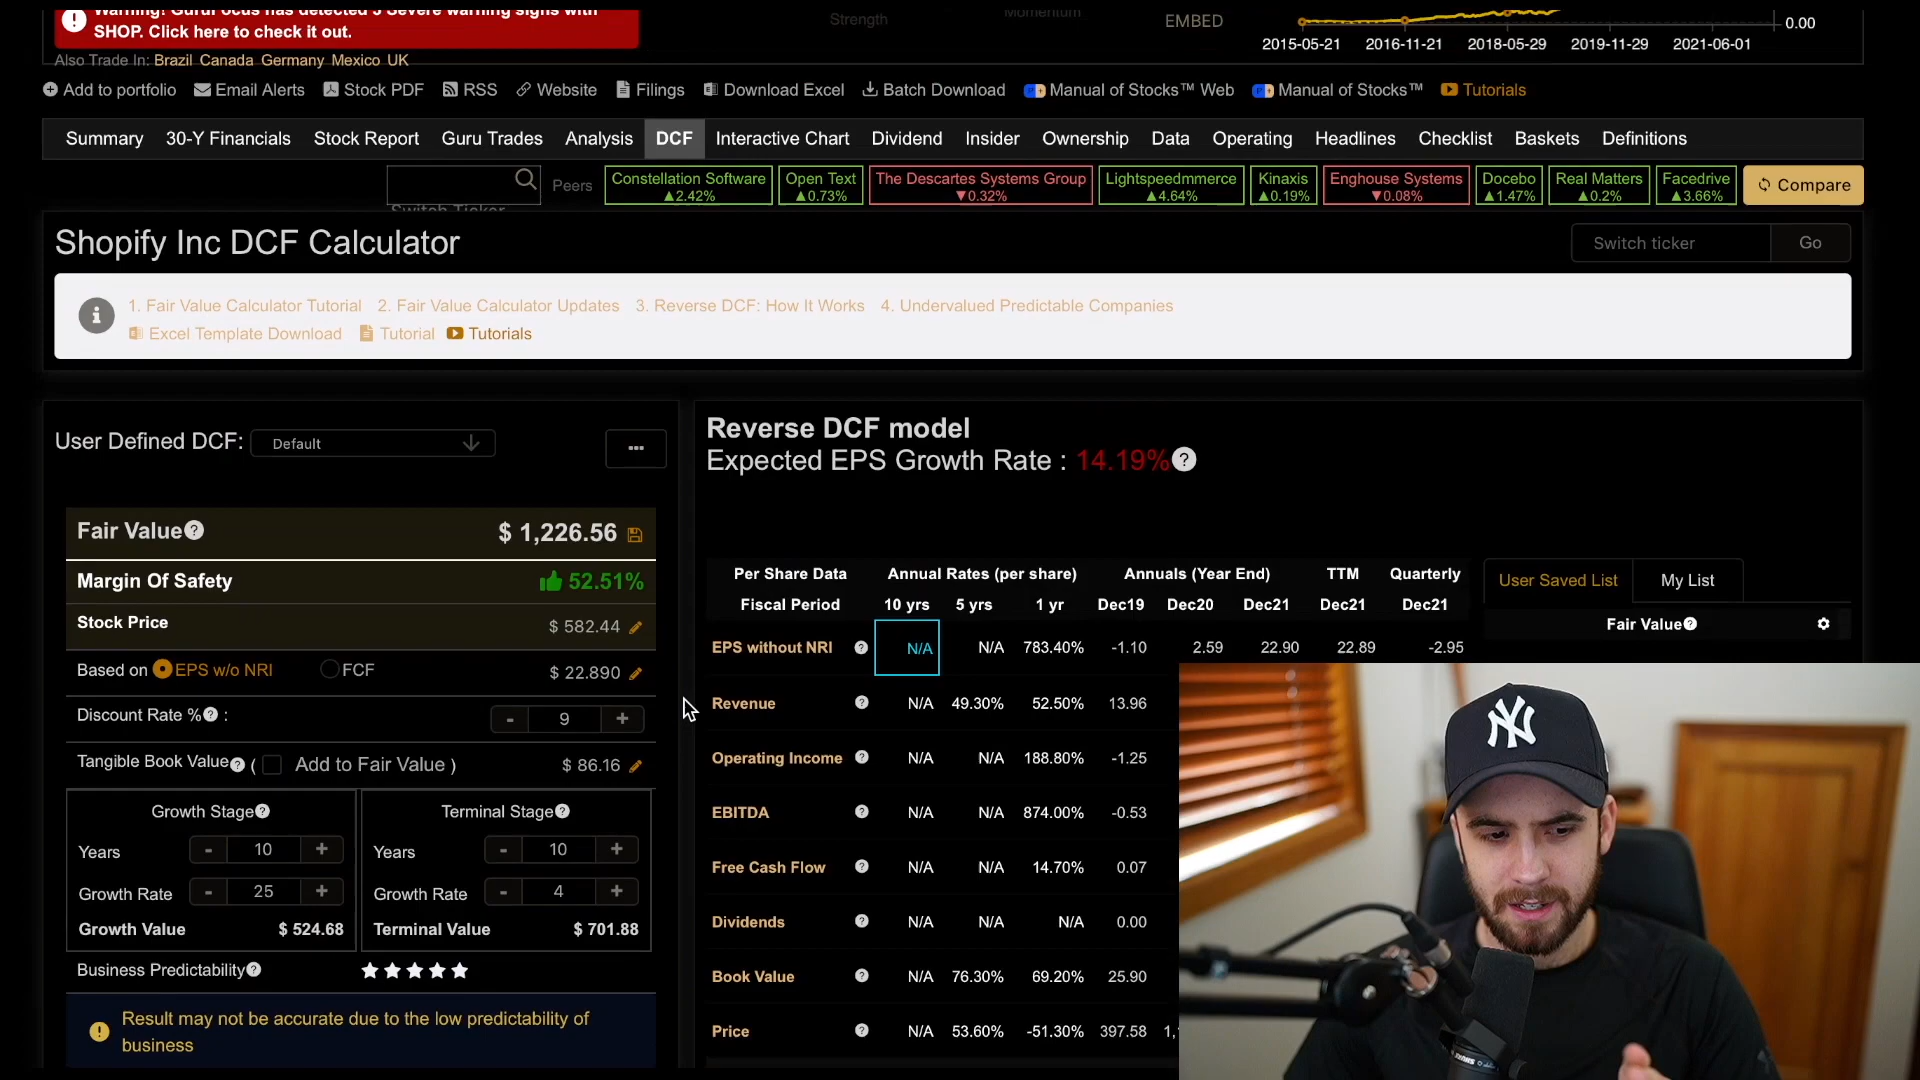 Warning! GuruFocus has detected 5 Severe warning signs with
SHOP. Click here to check it out.
Strength
Momentum
EMBED
0.00
2015-05-21 2016-11-21 2018-05-29 2019-11-29 2021-06-01
Also Trade In: Brazil Canada Germany Mexico UK
Add to portfolio Email Alerts Stock PDF RSS Website Filings Download Excel Batch Download Manual of Stocks™ Web Manual of Stocks™ Tutorials
Summary 30-Y Financials Stock Report Guru Trades Analysis DCF Interactive Chart Dividend Insider Ownership Data Operating Headlines Checklist Baskets Definitions
Switch Ticker
Peers
Constellation Software Open Text The Descartes Systems Group Lightspeedmmerce Kinaxis Enghouse Systems Docebo Real Matters Facedrive Compare
▲2.42% ▲0.73% ▼0.32% ▲4.64% ▲0.19% ▼0.08% ▲1.47% ▲0.2% ▲3.66%
Shopify Inc DCF Calculator
Switch ticker Go
1. Fair Value Calculator Tutorial 2. Fair Value Calculator Updates 3. Reverse DCF: How It Works 4. Undervalued Predictable Companies
Excel Template Download Tutorial Tutorials
User Defined DCF: Default ...
Fair Value? $ 1,226.56
Margin Of Safety 52.51%
Stock Price $ 582.44
Based on EPS w/o NRI FCF $ 22.890
Discount Rate %? : - 9 +
Tangible Book Value? ( Add to Fair Value ) $ 86.16
Growth Stage?
Years - 10 +
Growth Rate - 25 +
Growth Value $ 524.68
Terminal Stage?
Years - 10 +
Growth Rate - 4 +
Terminal Value $ 701.88
Business Predictability? ★★★★★
Result may not be accurate due to the low predictability of
business
Reverse DCF model
Expected EPS Growth Rate : 14.19%?
Per Share Data Annual Rates (per share) Annuals (Year End) TTM Quarterly
Fiscal Period 10 yrs 5 yrs 1 yr Dec19 Dec20 Dec21 Dec21 Dec21
EPS without NRI ? N/A N/A 783.40% -1.10 2.59 22.90 22.89 -2.95
Revenue ? N/A 49.30% 52.50% 13.96
Operating Income ? N/A N/A 188.80% -1.25
EBITDA ? N/A N/A 874.00% -0.53
Free Cash Flow ? N/A N/A 14.70% 0.07
Dividends ? N/A N/A N/A 0.00
Book Value ? N/A 76.30% 69.20% 25.90
Price ? N/A 53.60% -51.30% 397.58 1,
User Saved List My List
Fair Value?
NY